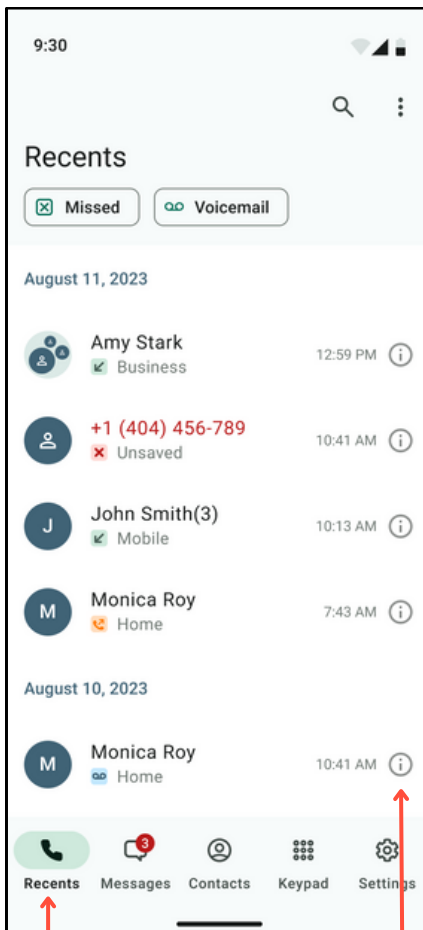 9:30
Recents
Missed
Voicemail
August 11, 2023
Amy Stark
Business
12:59 PM
+1 (404) 456-789
Unsaved
10:41 AM
John Smith(3)
Mobile
10:13 AM
J
Monica Roy
Home
7:43 AM
M
August 10, 2023
Monica Roy
Home
10:41 AM
M
3
Recents
Messages
Contacts
Keypad
Settings